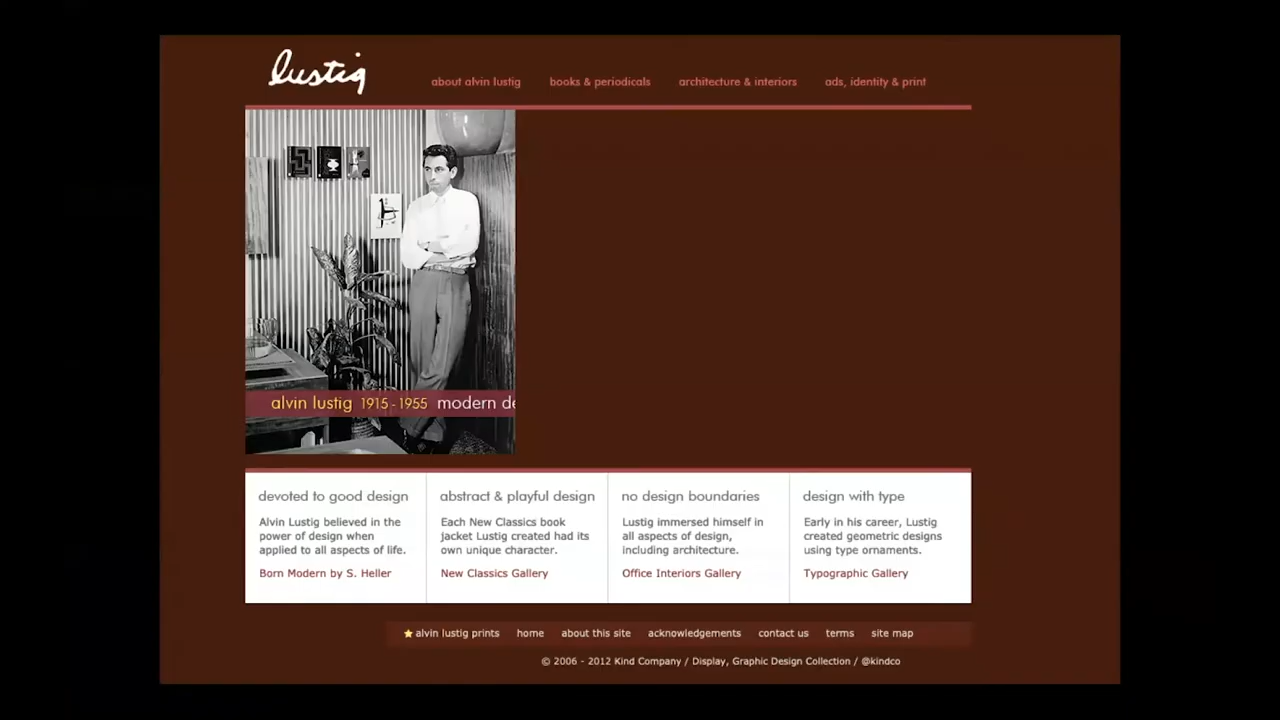 lustig
about alvin lustig books & periodicals architecture & interiors ads, identity & print
alvin lustig 1915 - 1955 modern de
devoted to good design
Alvin Lustig believed in the
power of design when
applied to all aspects of life.
Born Modern by S. Heller
abstract & playful design
Each New Classics book
jacket Lustig created had its
own unique character.
New Classics Gallery
no design boundaries
Lustig immersed himself in
all aspects of design,
including architecture.
Office Interiors Gallery
design with type
Early in his career, Lustig
created geometric designs
using type ornaments.
Typographic Gallery
alvin lustig prints home about this site acknowledgements contact us terms site map
© 2006 - 2012 Kind Company / Display, Graphic Design Collection / @kindco